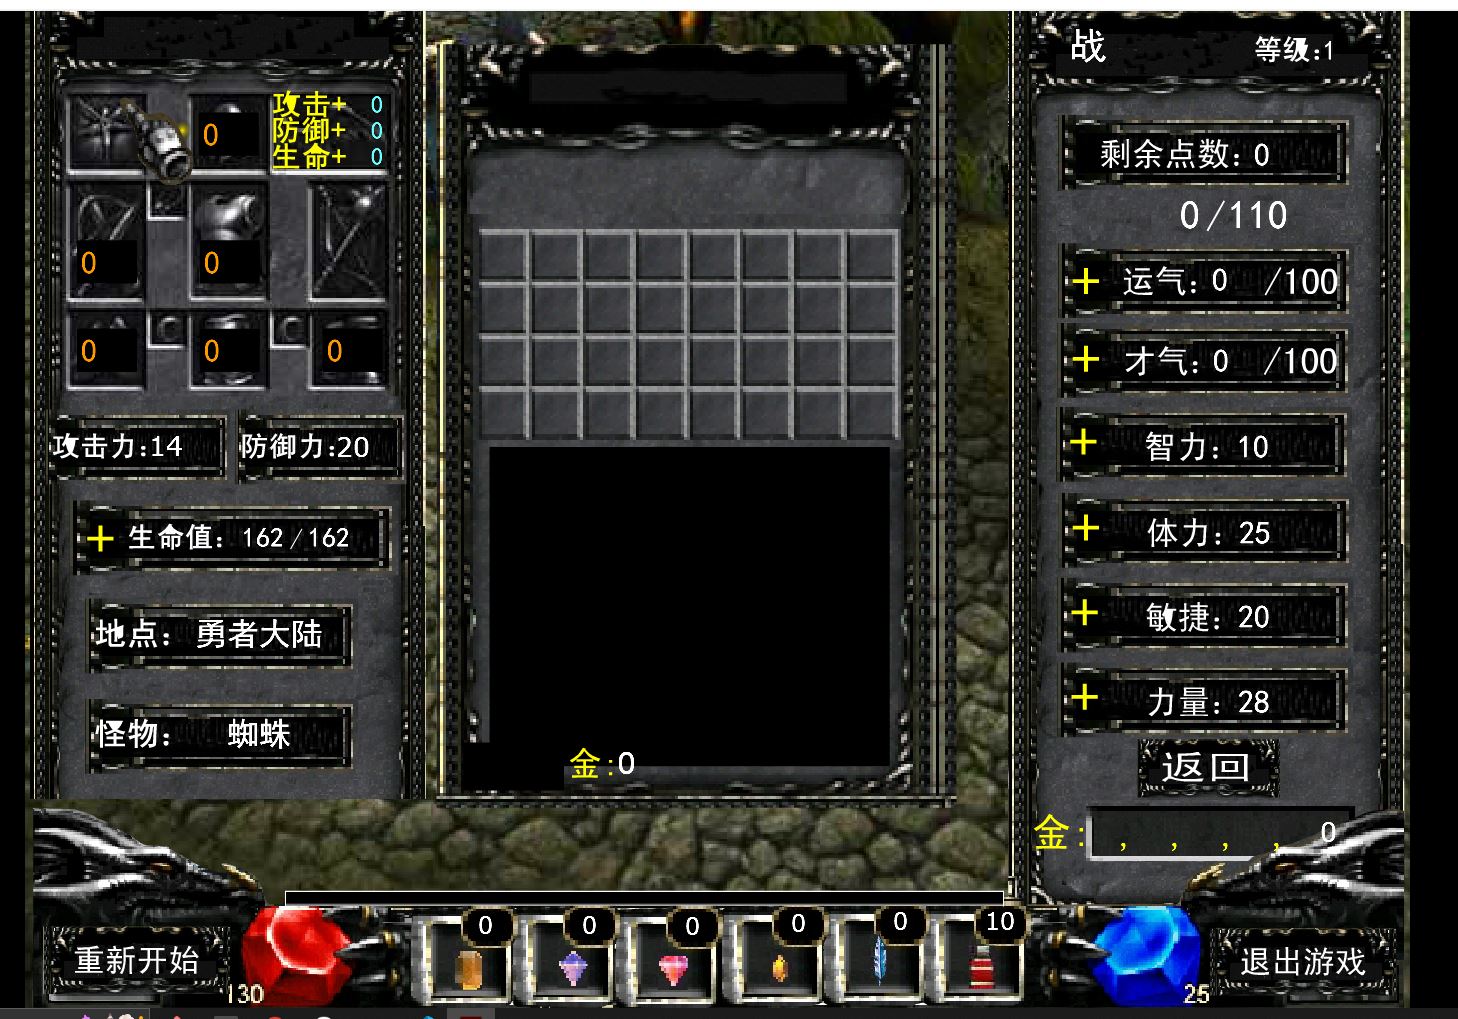 战 等级:1
0
攻击+ 0
防御+ 0
生命+ 0
0 0
0 0 0
攻击力:14 防御力:20
+ 生命值: 162/162
地点: 勇者大陆
怪物: 蜘蛛
金:0
剩余点数: 0
0/110
+ 运气: 0 /100
+ 才气: 0 /100
+ 智力: 10
+ 体力: 25
+ 敏捷: 20
+ 力量: 28
返回
金: , , , , 0
重新开始
130
0 0 0 0 0 10
25
退出游戏